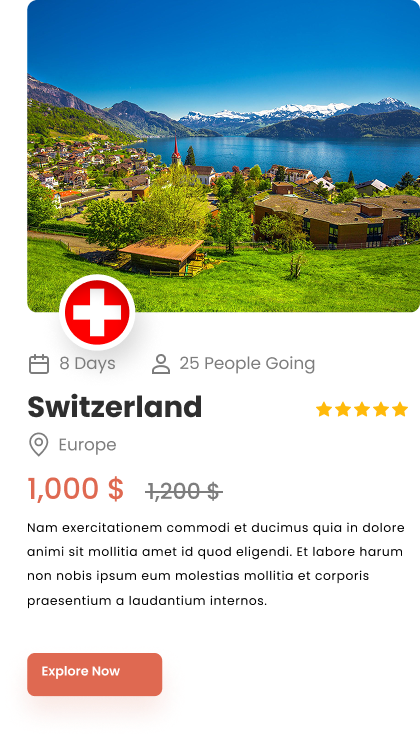 8 Days 25 People Going
Switzerland
Europe
1,000 $ 1,200 $
Nam exercitationem commodi et ducimus quia in dolore
animi sit mollitia amet id quod eligendi. Et labore harum
non nobis ipsum eum molestias mollitia et corporis
praesentium a laudantium internos.
Explore Now